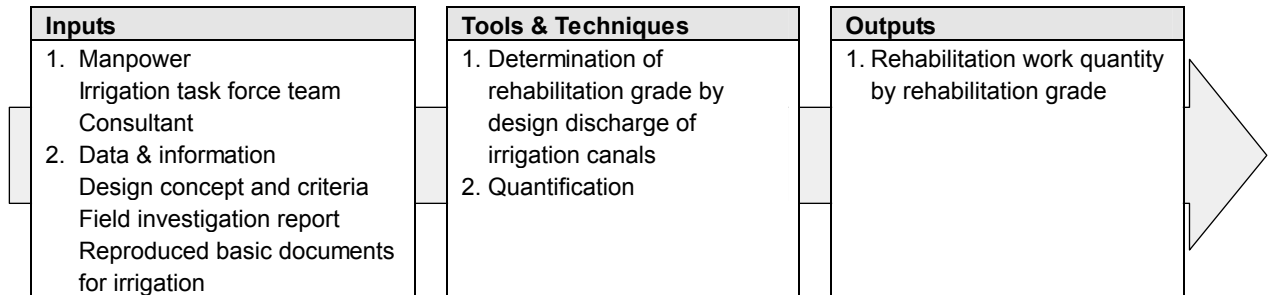 Inputs
1. Manpower
Irrigation task force team
Consultant
2. Data & information
Design concept and criteria
Field investigation report
Reproduced basic documents
for irrigation
Tools & Techniques
1. Determination of
rehabilitation grade by
design discharge of
irrigation canals
2. Quantification
Outputs
1. Rehabilitation work quantity
by rehabilitation grade